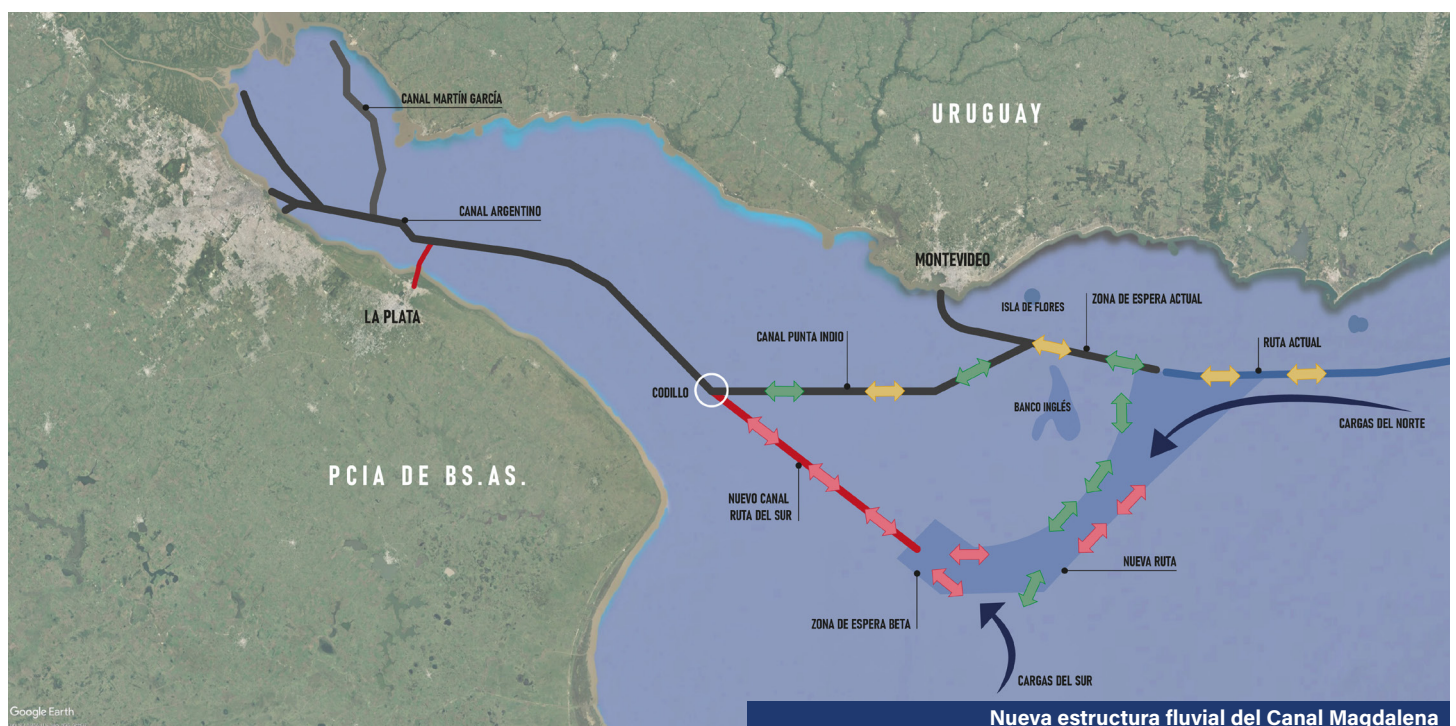 CANAL MARTÍN GARCÍA
URUGUAY
CANAL ARGENTINO
MONTEVIDEO
ISLA DE FLORES
ZONA DE ESPERA ACTUAL
LA PLATA
CANAL PUNTA INDIO
RUTA ACTUAL
CODILLO
BANCO INGLÉS
CARGAS DEL NORTE
PCIA DE BS.AS.
NUEVO CANAL
RUTA DEL SUR
NUEVA RUTA
ZONA DE ESPERA BETA
CARGAS DEL SUR
Google Earth
Nueva estructura fluvial del Canal Magdalena